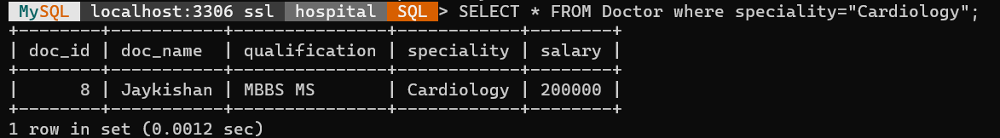 MySQL localhost:3306 ssl hospital SQL > SELECT * FROM Doctor where speciality="Cardiology";
+--------+-----------+---------------+------------+--------+
| doc_id | doc_name  | qualification | speciality | salary |
+--------+-----------+---------------+------------+--------+
|      8 | Jaykishan | MBBS MS       | Cardiology | 200000 |
+--------+-----------+---------------+------------+--------+
1 row in set (0.0012 sec)